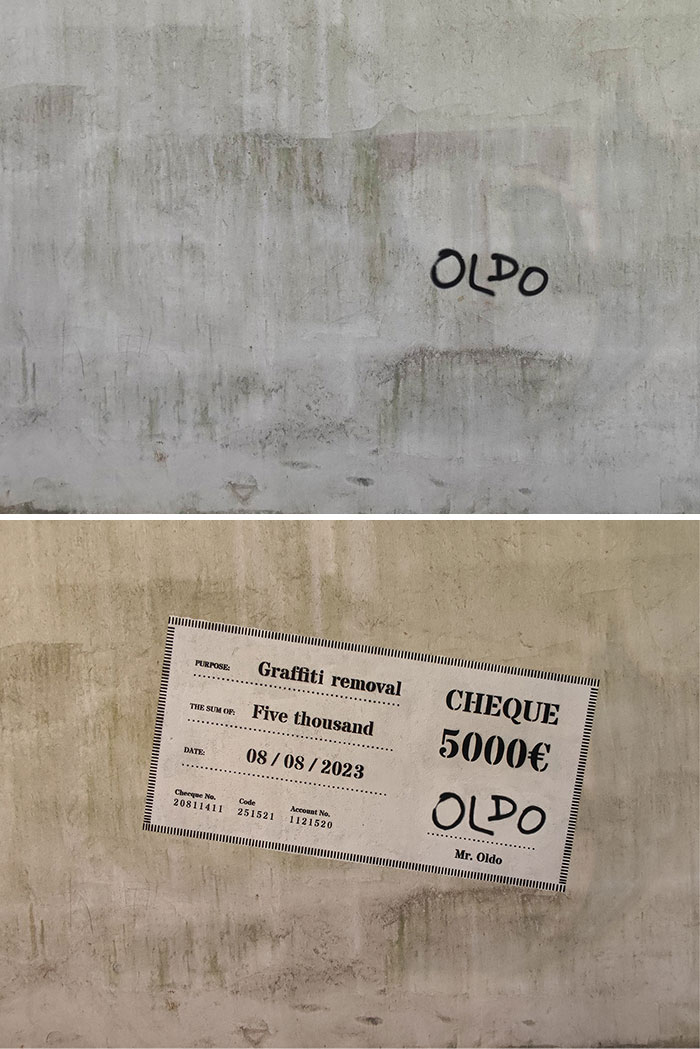 OLDO
PURPOSE: Graffiti removal
THE SUM OF: Five thousand
DATE: 08 / 08 / 2023
Checque No. Code Account No.
20811411 251521 1121520
CHEQUE
5000€
OLDO
Mr. Oldo